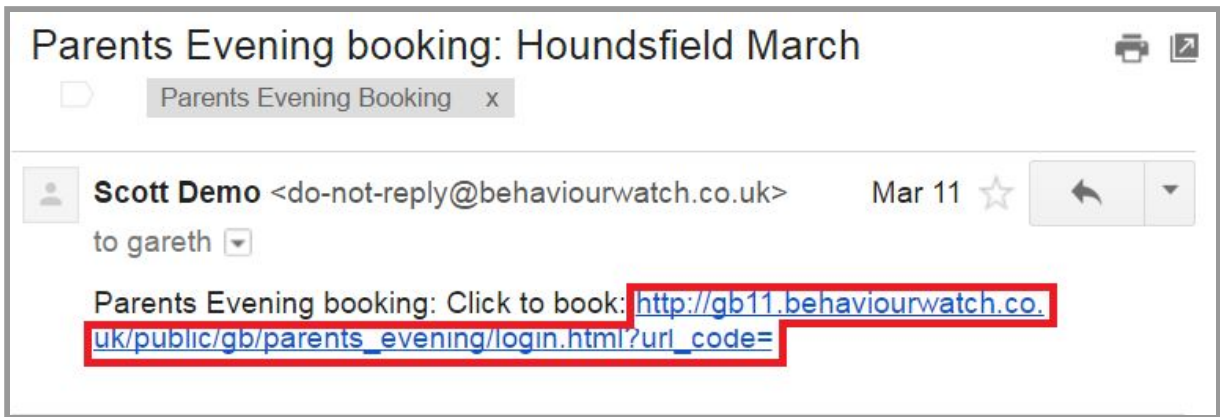 Parents Evening booking: Houndsfield March
Parents Evening Booking x
Scott Demo <do-not-reply@behaviourwatch.co.uk> Mar 11
to gareth
Parents Evening booking: Click to book: http://gb11.behaviourwatch.co.
uk/public/gb/parents_evening/login.html?url_code=